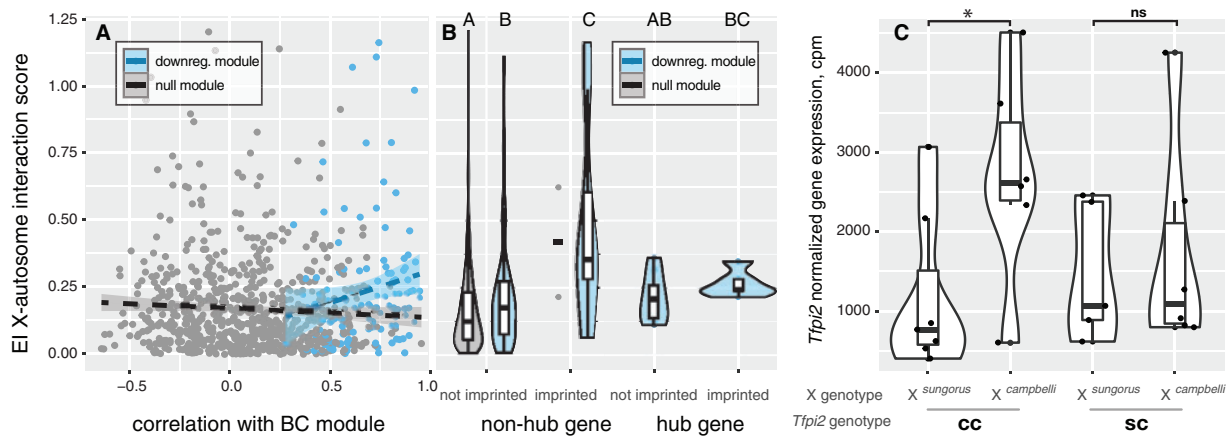 A
EI X-autosome interaction score
1.25
1.00
0.75
0.50
0.25
0.00
downreg. module
null module
−0.5
0.0
0.5
1.0
correlation with BC module
B
A
B
C
AB
BC
downreg. module
null module
not imprinted
imprinted
not imprinted
imprinted
non-hub gene
hub gene
C
*
ns
Tfpi2 normalized gene expression, cpm
4000
3000
2000
1000
X genotype
X sungorus
X campbelli
X sungorus
X campbelli
Tfpi2 genotype
cc
sc